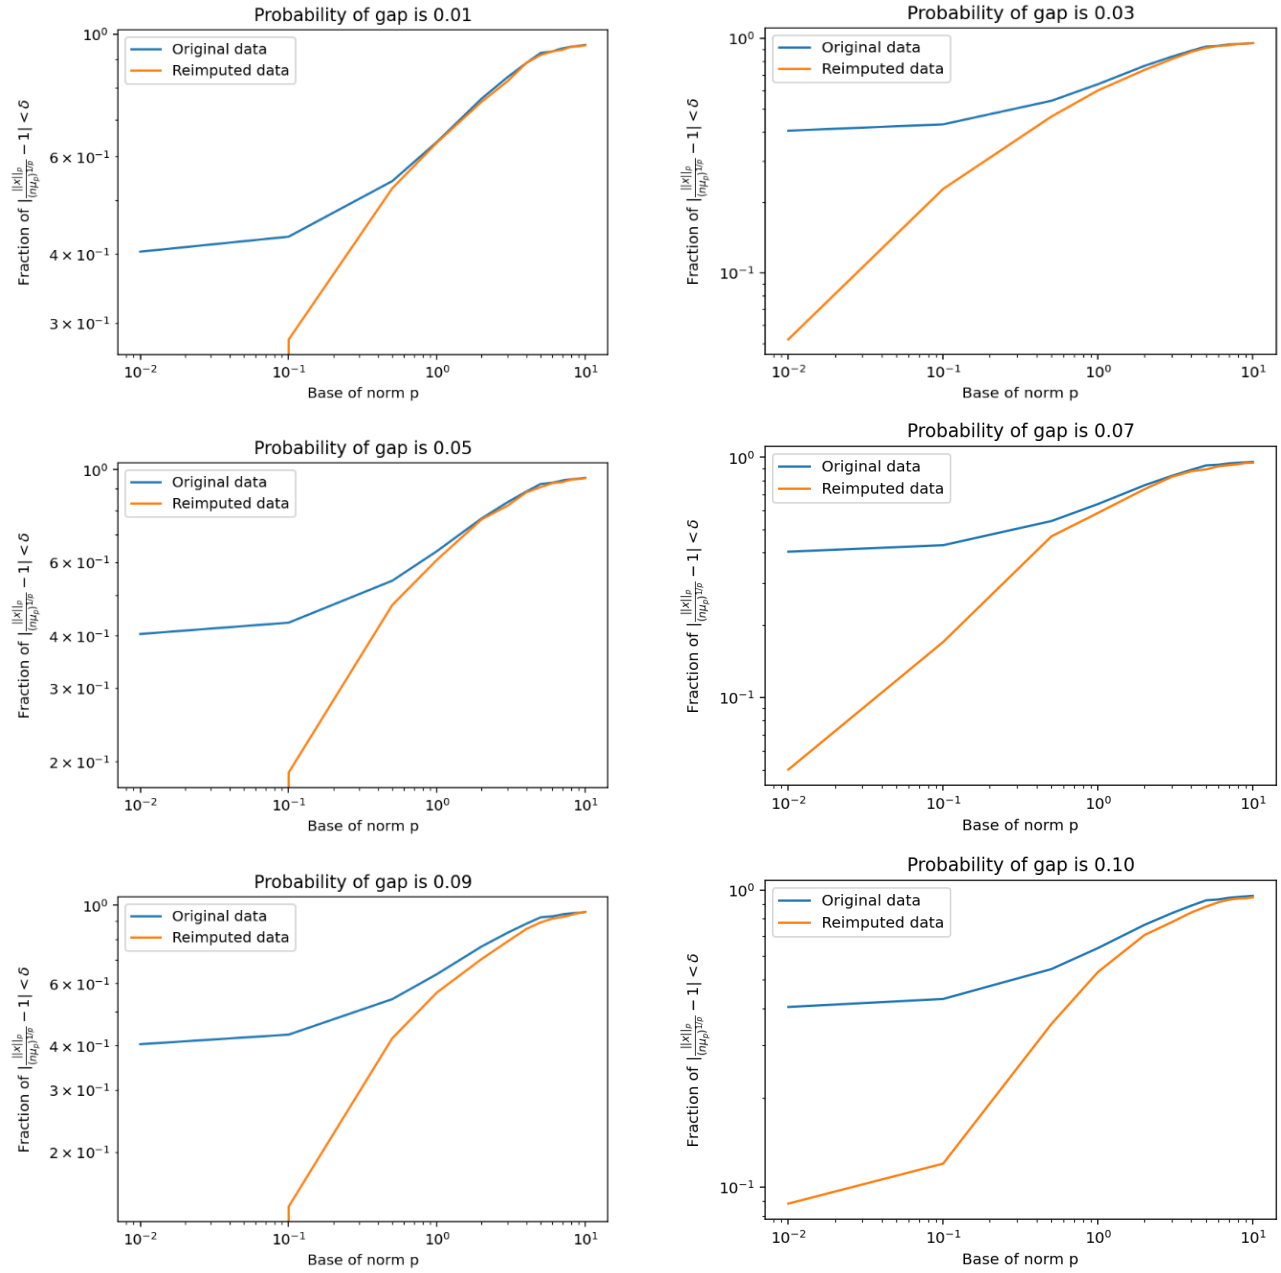 Probability of gap is 0.01
Original data
Reimputed data
10⁰
6 × 10⁻¹
4 × 10⁻¹
3 × 10⁻¹
Fraction of |||x||ₚ/(nμₚ)^{1/p} − 1| < δ
10⁻² 10⁻¹ 10⁰ 10¹
Base of norm p
Probability of gap is 0.03
Original data
Reimputed data
10⁰
10⁻¹
Fraction of |||x||ₚ/(nμₚ)^{1/p} − 1| < δ
10⁻² 10⁻¹ 10⁰ 10¹
Base of norm p
Probability of gap is 0.05
Original data
Reimputed data
10⁰
6 × 10⁻¹
4 × 10⁻¹
3 × 10⁻¹
2 × 10⁻¹
Fraction of |||x||ₚ/(nμₚ)^{1/p} − 1| < δ
10⁻² 10⁻¹ 10⁰ 10¹
Base of norm p
Probability of gap is 0.07
Original data
Reimputed data
10⁰
10⁻¹
Fraction of |||x||ₚ/(nμₚ)^{1/p} − 1| < δ
10⁻² 10⁻¹ 10⁰ 10¹
Base of norm p
Probability of gap is 0.09
Original data
Reimputed data
10⁰
6 × 10⁻¹
4 × 10⁻¹
3 × 10⁻¹
2 × 10⁻¹
Fraction of |||x||ₚ/(nμₚ)^{1/p} − 1| < δ
10⁻² 10⁻¹ 10⁰ 10¹
Base of norm p
Probability of gap is 0.10
Original data
Reimputed data
10⁰
10⁻¹
Fraction of |||x||ₚ/(nμₚ)^{1/p} − 1| < δ
10⁻² 10⁻¹ 10⁰ 10¹
Base of norm p